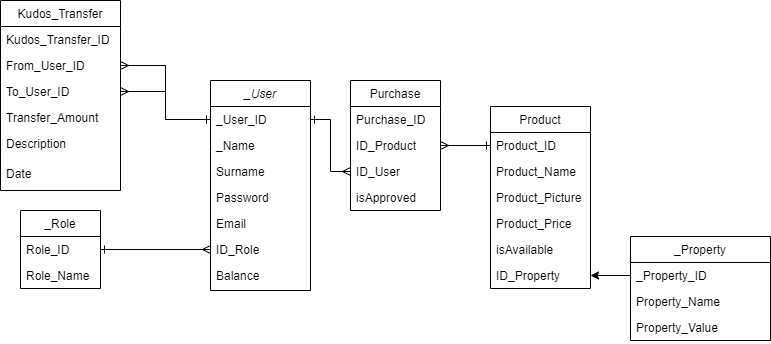 Kudos_Transfer
Kudos_Transfer_ID
From_User_ID
To_User_ID
Transfer_Amount
Description
Date
_User
_User_ID
_Name
Surname
Password
Email
ID_Role
Balance
Purchase
Purchase_ID
ID_Product
ID_User
isApproved
Product
Product_ID
Product_Name
Product_Picture
Product_Price
isAvailable
ID_Property
_Role
Role_ID
Role_Name
_Property
_Property_ID
Property_Name
Property_Value